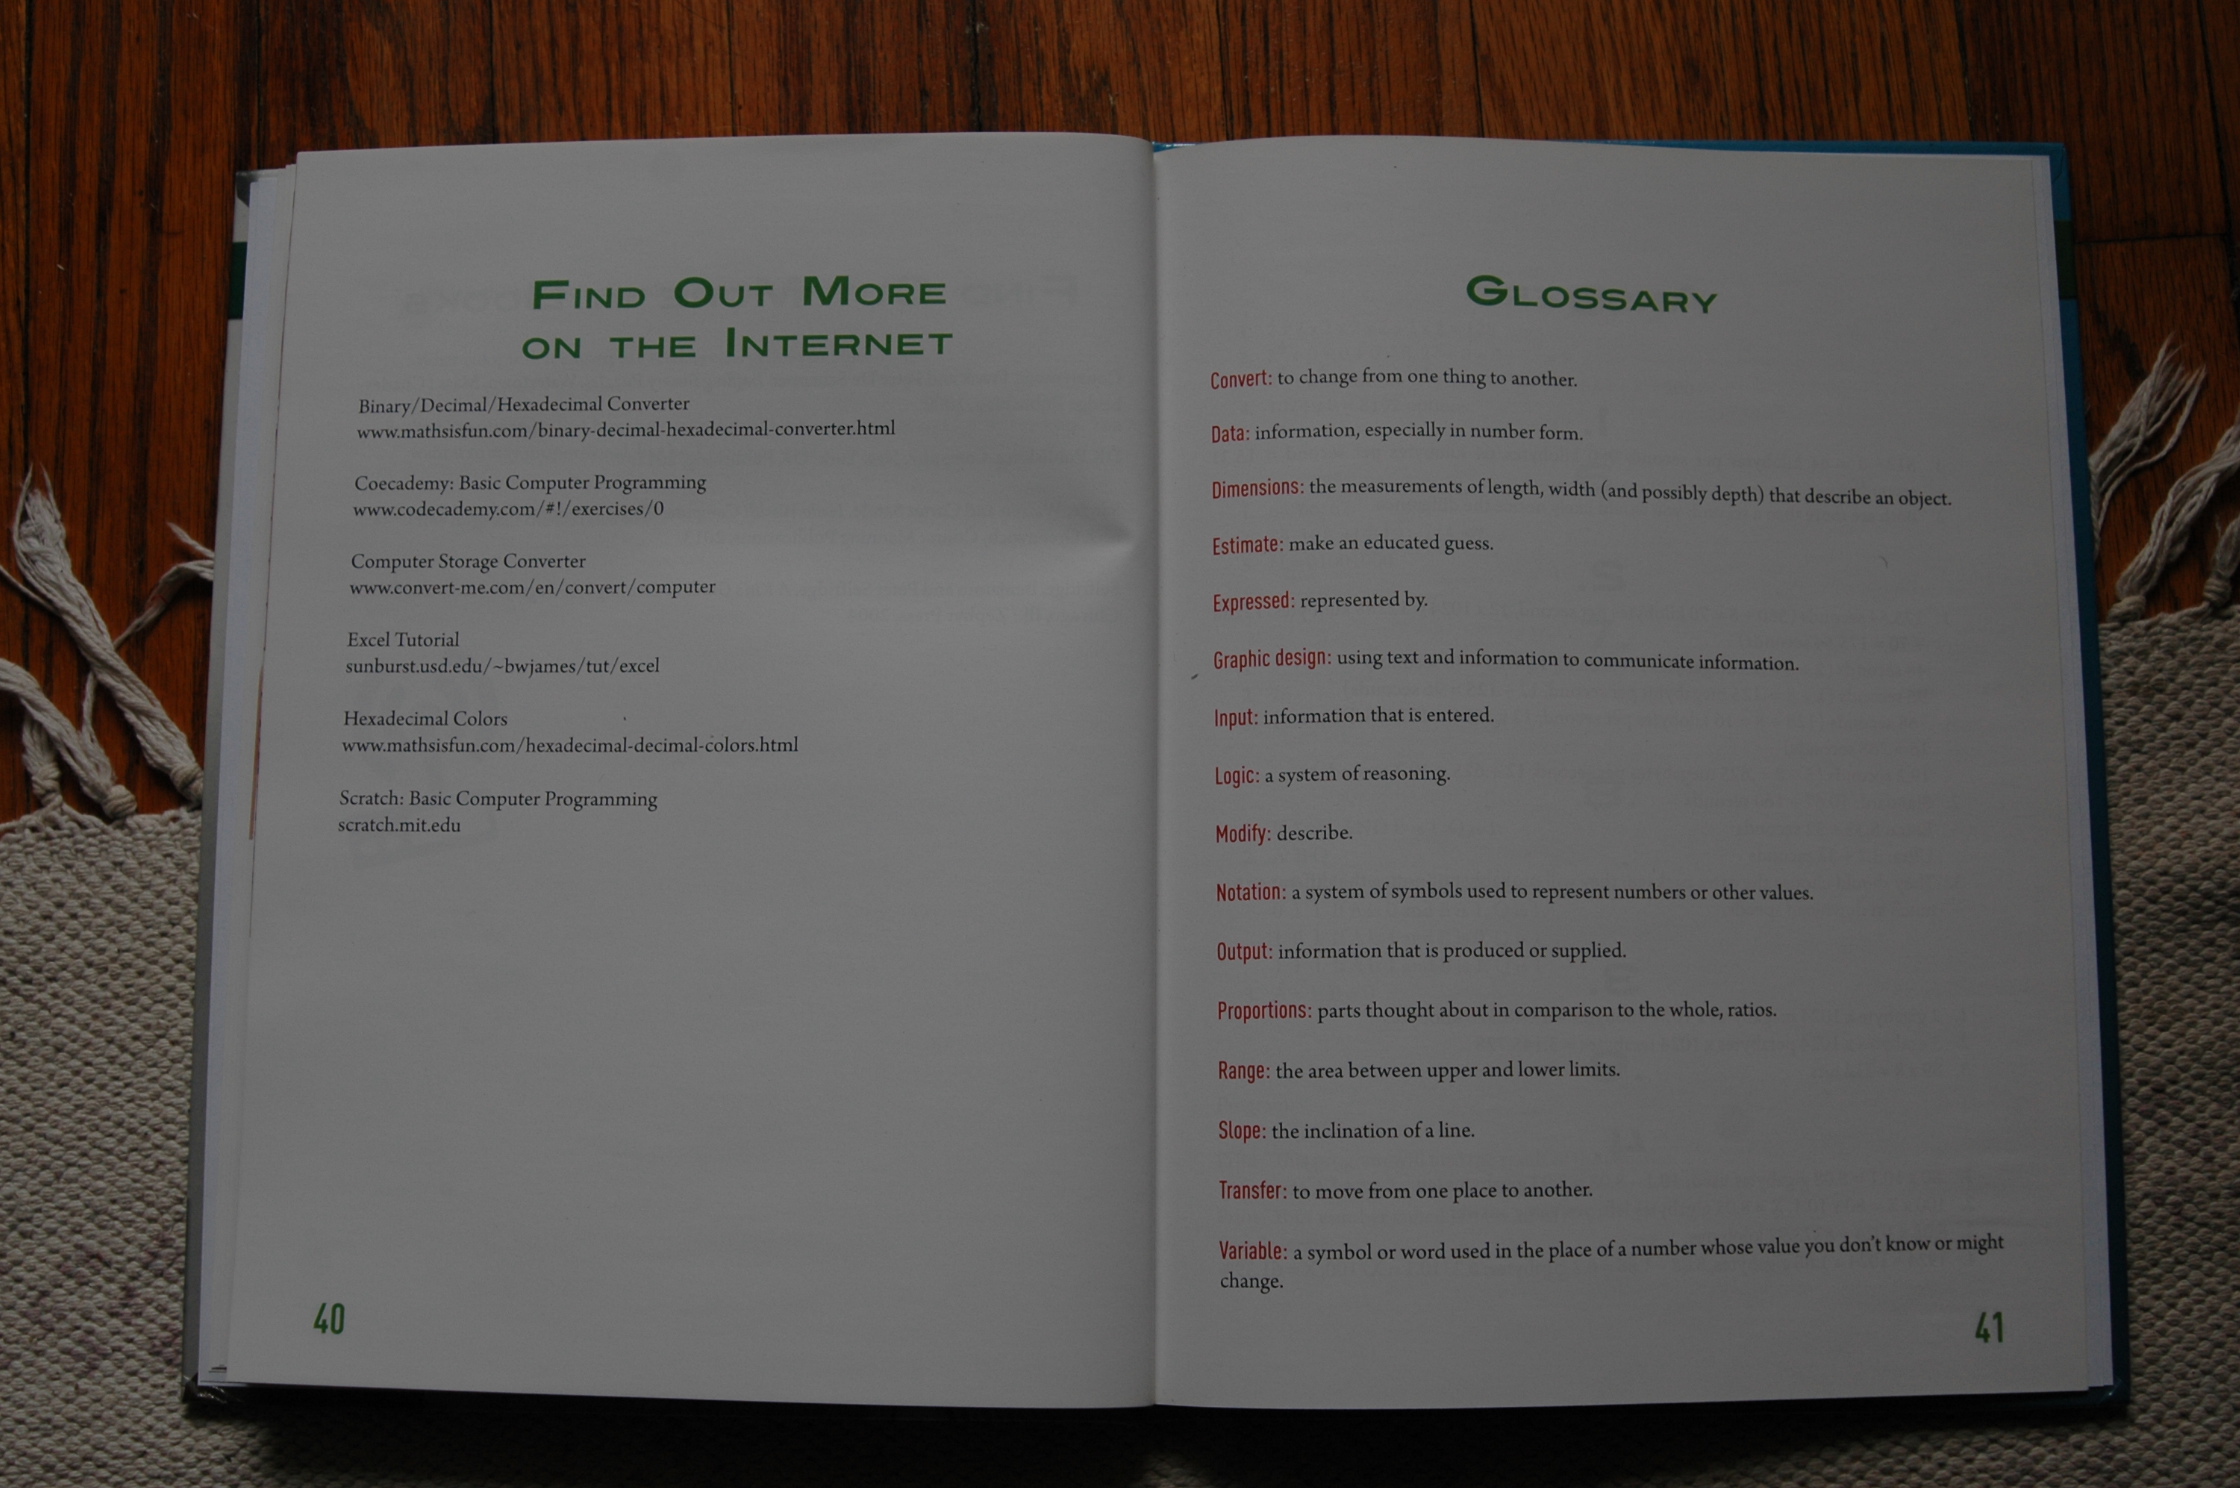 Find Out More
on the Internet
Binary/Decimal/Hexadecimal Converter
www.mathsisfun.com/binary-decimal-hexadecimal-converter.html
Coecademy: Basic Computer Programming
www.codecademy.com/#!/exercises/0
Computer Storage Converter
www.convert-me.com/en/convert/computer
Excel Tutorial
sunburst.usd.edu/~bwjames/tut/excel
Hexadecimal Colors
www.mathsisfun.com/hexadecimal-decimal-colors.html
Scratch: Basic Computer Programming
scratch.mit.edu
40
Glossary
Convert: to change from one thing to another.
Data: information, especially in number form.
Dimensions: the measurements of length, width (and possibly depth) that describe an object.
Estimate: make an educated guess.
Expressed: represented by.
Graphic design: using text and information to communicate information.
Input: information that is entered.
Logic: a system of reasoning.
Modify: describe.
Notation: a system of symbols used to represent numbers or other values.
Output: information that is produced or supplied.
Proportions: parts thought about in comparison to the whole, ratios.
Range: the area between upper and lower limits.
Slope: the inclination of a line.
Transfer: to move from one place to another.
Variable: a symbol or word used in the place of a number whose value you don't know or might
change.
41